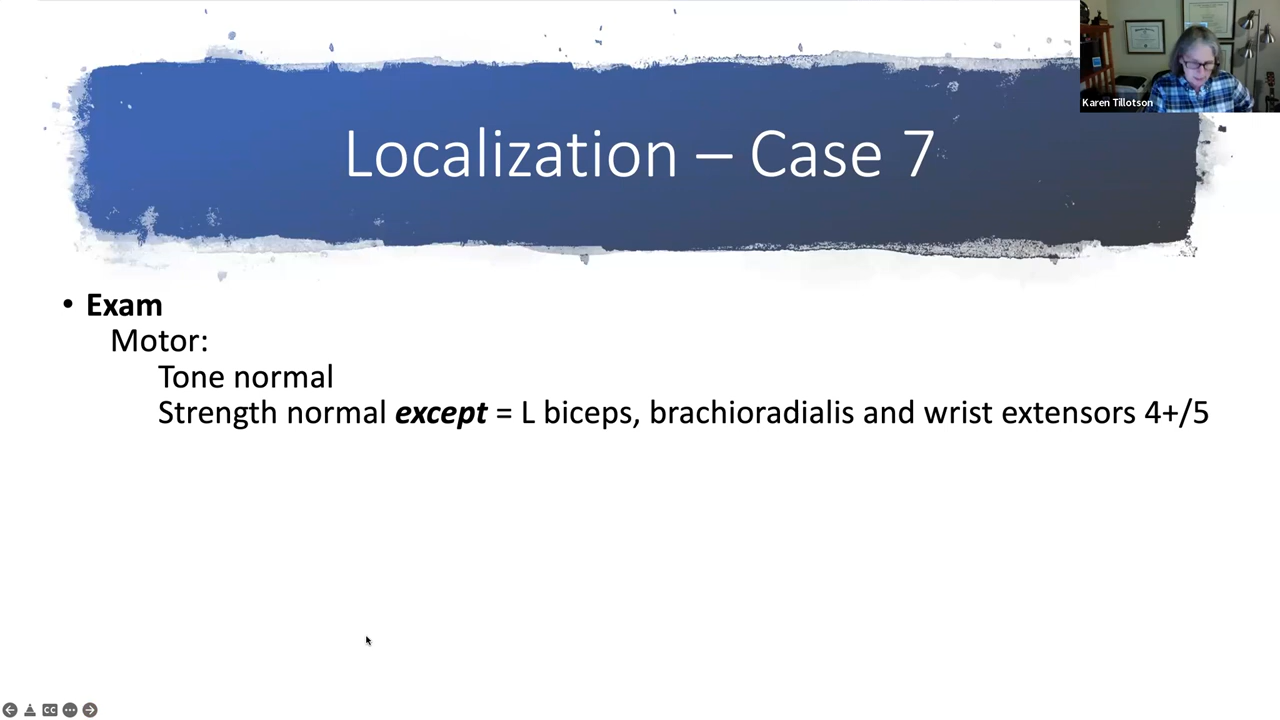 Localization – Case 7
Karen Tillotson
• Exam
Motor:
Tone normal
Strength normal except = L biceps, brachioradialis and wrist extensors 4+/5
CC